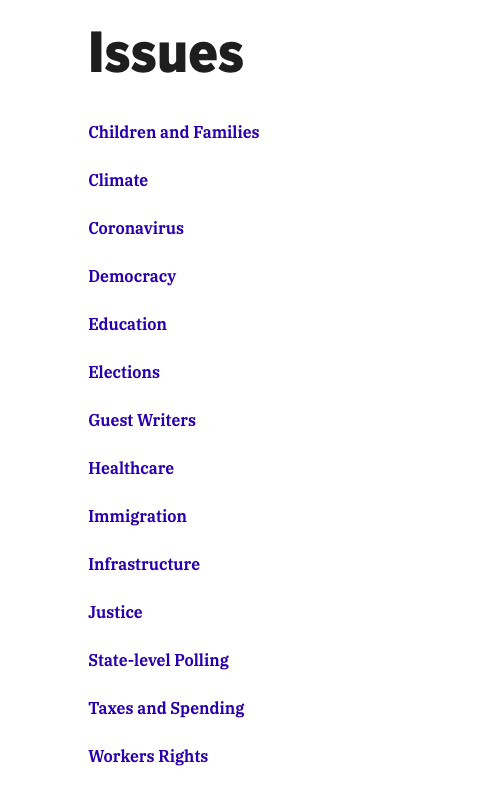 Issues
Children and Families
Climate
Coronavirus
Democracy
Education
Elections
Guest Writers
Healthcare
Immigration
Infrastructure
Justice
State-level Polling
Taxes and Spending
Workers Rights